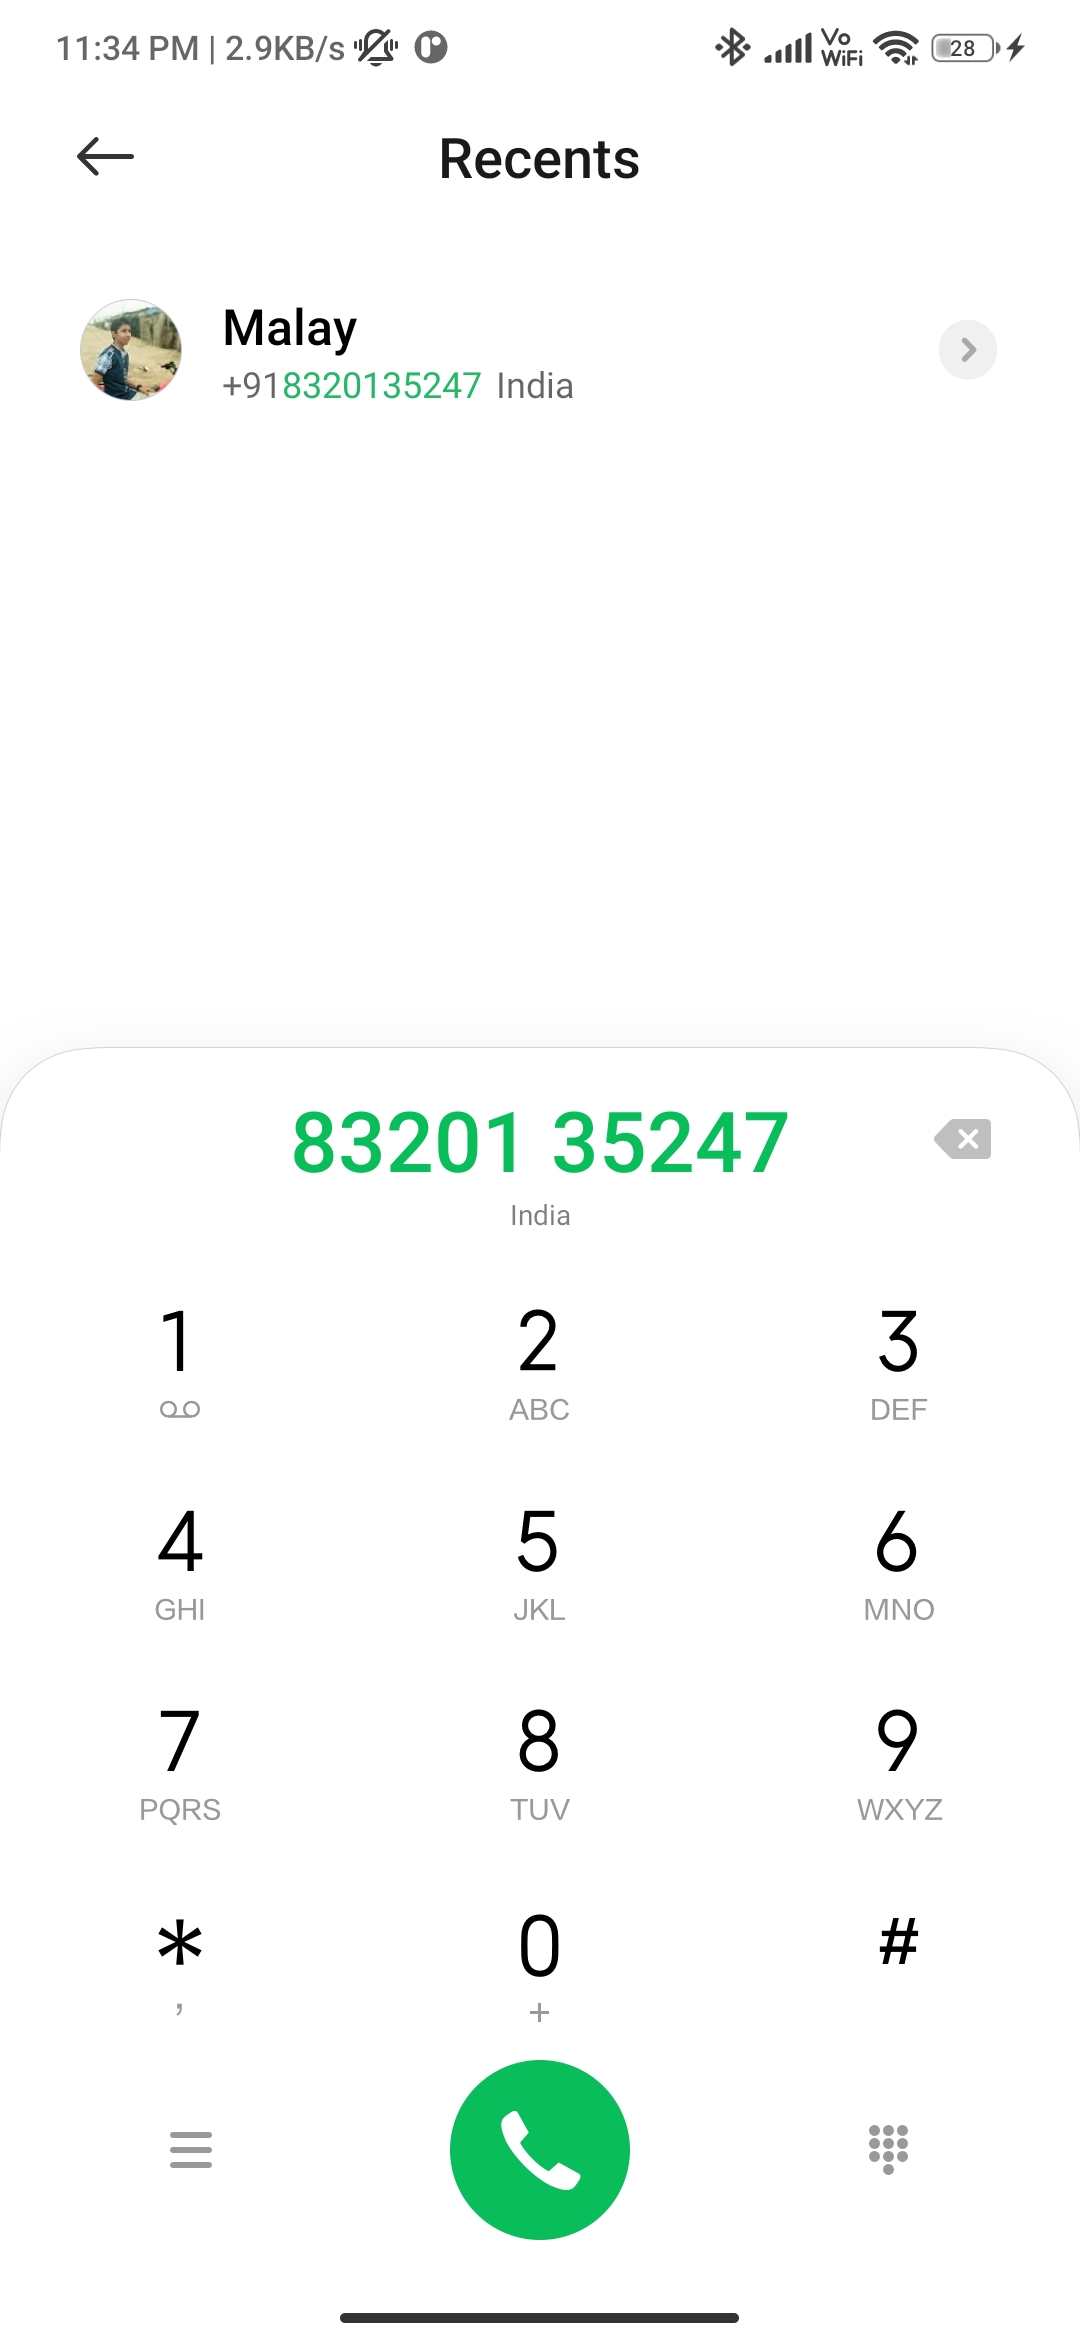 11:34 PM | 2.9KB/s Vo WiFi 28
Recents
Malay
+918320135247 India
83201 35247
India
1 2 3
ABC DEF
4 5 6
GHI JKL MNO
7 8 9
PQRS TUV WXYZ
* 0 #
, +